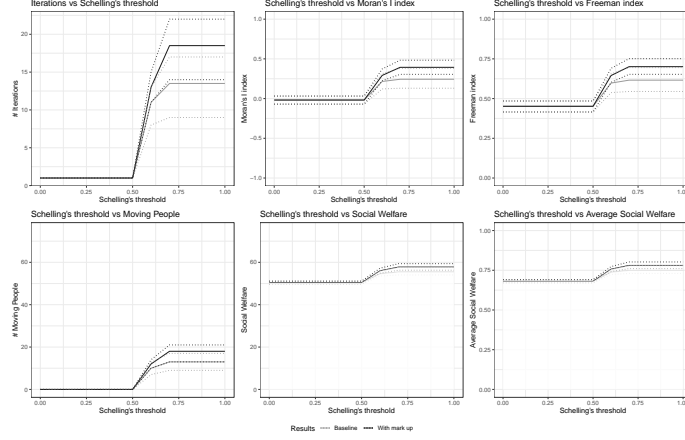 Iterations vs Schelling's threshold
Schelling's threshold vs Moran's I index
Schelling's threshold vs Freeman index
# Iterations
20
15
10
5
0
0.00 0.25 0.50 0.75 1.00
Schelling's threshold
Moran's I index
1.0
0.5
0.0
−0.5
−1.0
0.00 0.25 0.50 0.75 1.00
Schelling's threshold
Freeman index
1.00
0.75
0.50
0.25
0.00
0.00 0.25 0.50 0.75 1.00
Schelling's threshold
Schelling's threshold vs Moving People
Schelling's threshold vs Social Welfare
Schelling's threshold vs Average Social Welfare
# Moving People
60
40
20
0
0.00 0.25 0.50 0.75 1.00
Schelling's threshold
Social Welfare
60
40
20
0
0.00 0.25 0.50 0.75 1.00
Schelling's threshold
Average Social Welfare
1.00
0.75
0.50
0.25
0.00
0.00 0.25 0.50 0.75 1.00
Schelling's threshold
Results Baseline With mark up